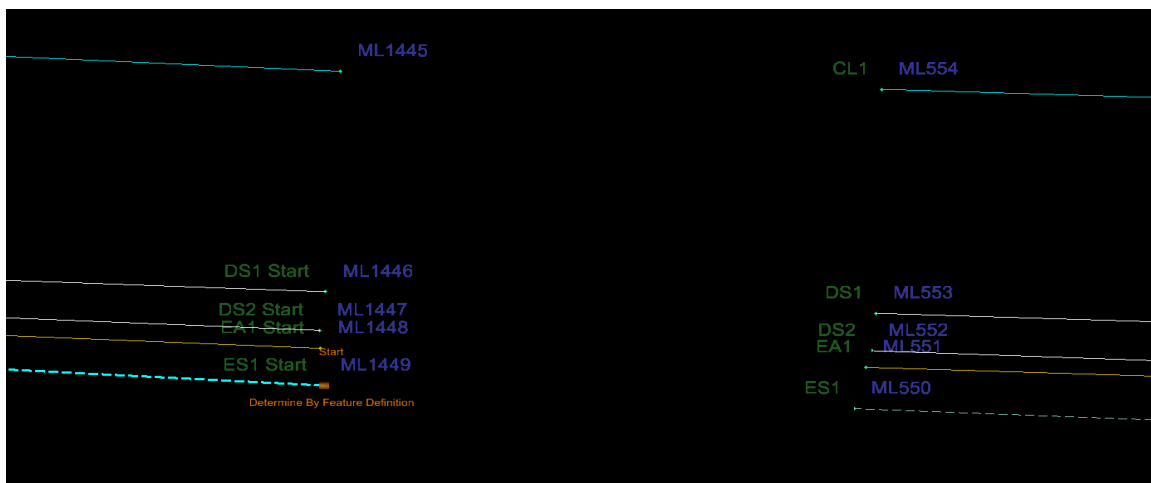 ML1445
CL1 ML554
DS1 Start ML1446
DS2 Start ML1447
EA1 Start ML1448
Start
ES1 Start ML1449
Determine By Feature Definition
DS1 ML553
DS2 ML552
EA1 ML551
ES1 ML550